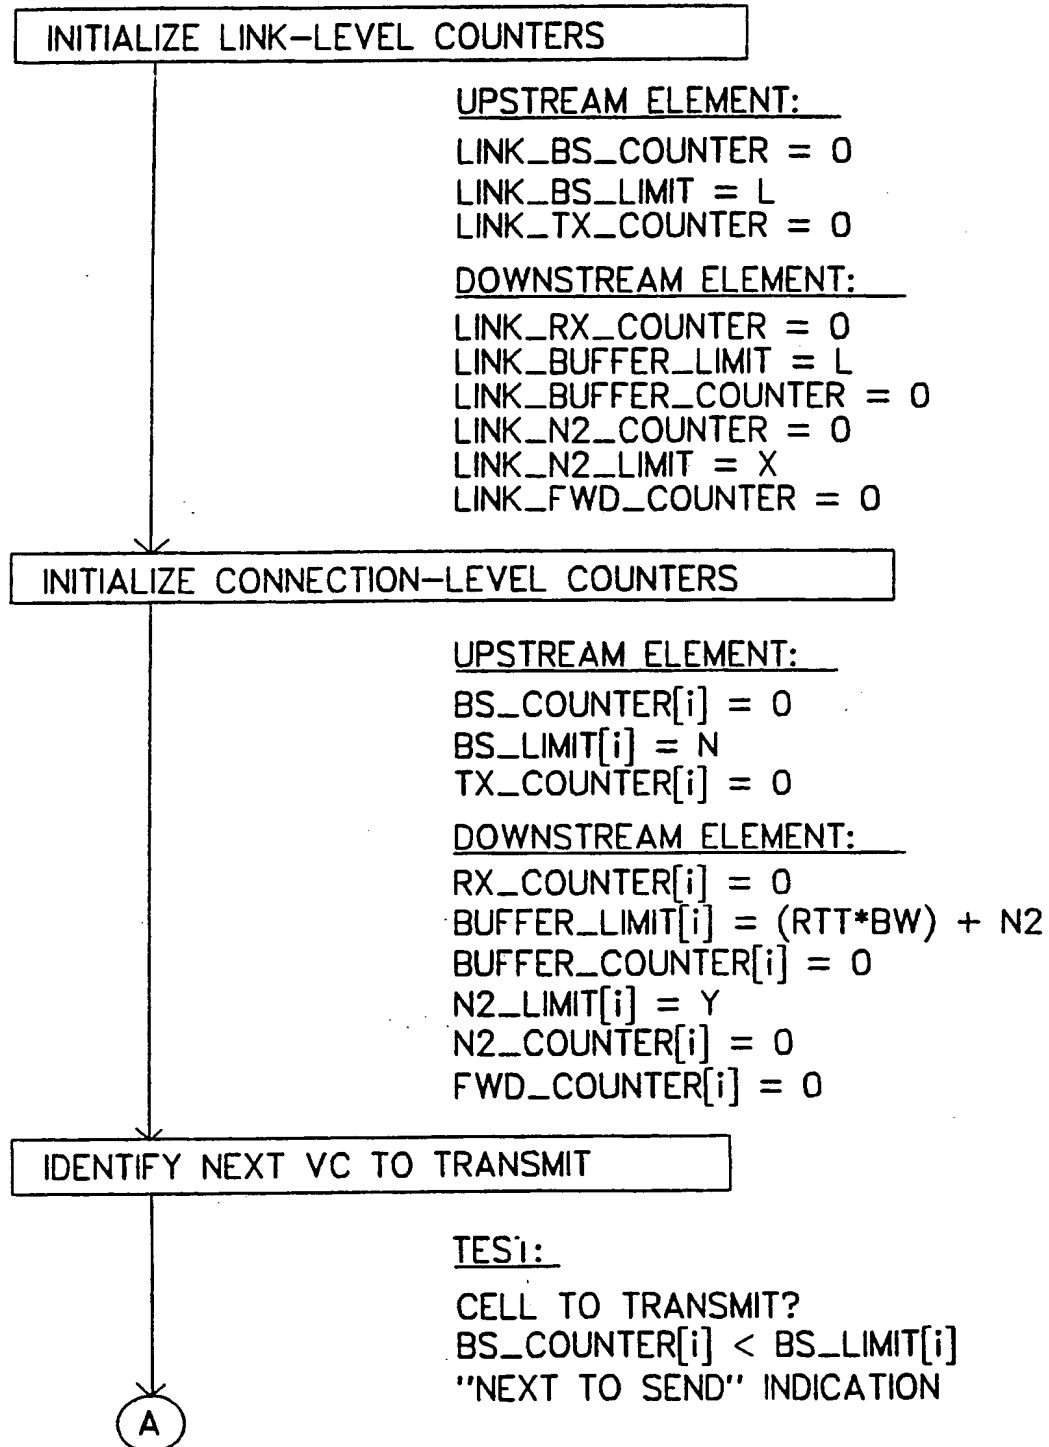 INITIALIZE LINK-LEVEL COUNTERS
UPSTREAM ELEMENT:
LINK_BS_COUNTER = 0
LINK_BS_LIMIT = L
LINK_TX_COUNTER = 0
DOWNSTREAM ELEMENT:
LINK_RX_COUNTER = 0
LINK_BUFFER_LIMIT = L
LINK_BUFFER_COUNTER = 0
LINK_N2_COUNTER = 0
LINK_N2_LIMIT = X
LINK_FWD_COUNTER = 0
INITIALIZE CONNECTION-LEVEL COUNTERS
UPSTREAM ELEMENT:
BS_COUNTER[i] = 0
BS_LIMIT[i] = N
TX_COUNTER[i] = 0
DOWNSTREAM ELEMENT:
RX_COUNTER[i] = 0
BUFFER_LIMIT[i] = (RTT*BW) + N2
BUFFER_COUNTER[i] = 0
N2_LIMIT[i] = Y
N2_COUNTER[i] = 0
FWD_COUNTER[i] = 0
IDENTIFY NEXT VC TO TRANSMIT
TEST:
CELL TO TRANSMIT?
BS_COUNTER[i] < BS_LIMIT[i]
"NEXT TO SEND" INDICATION
A